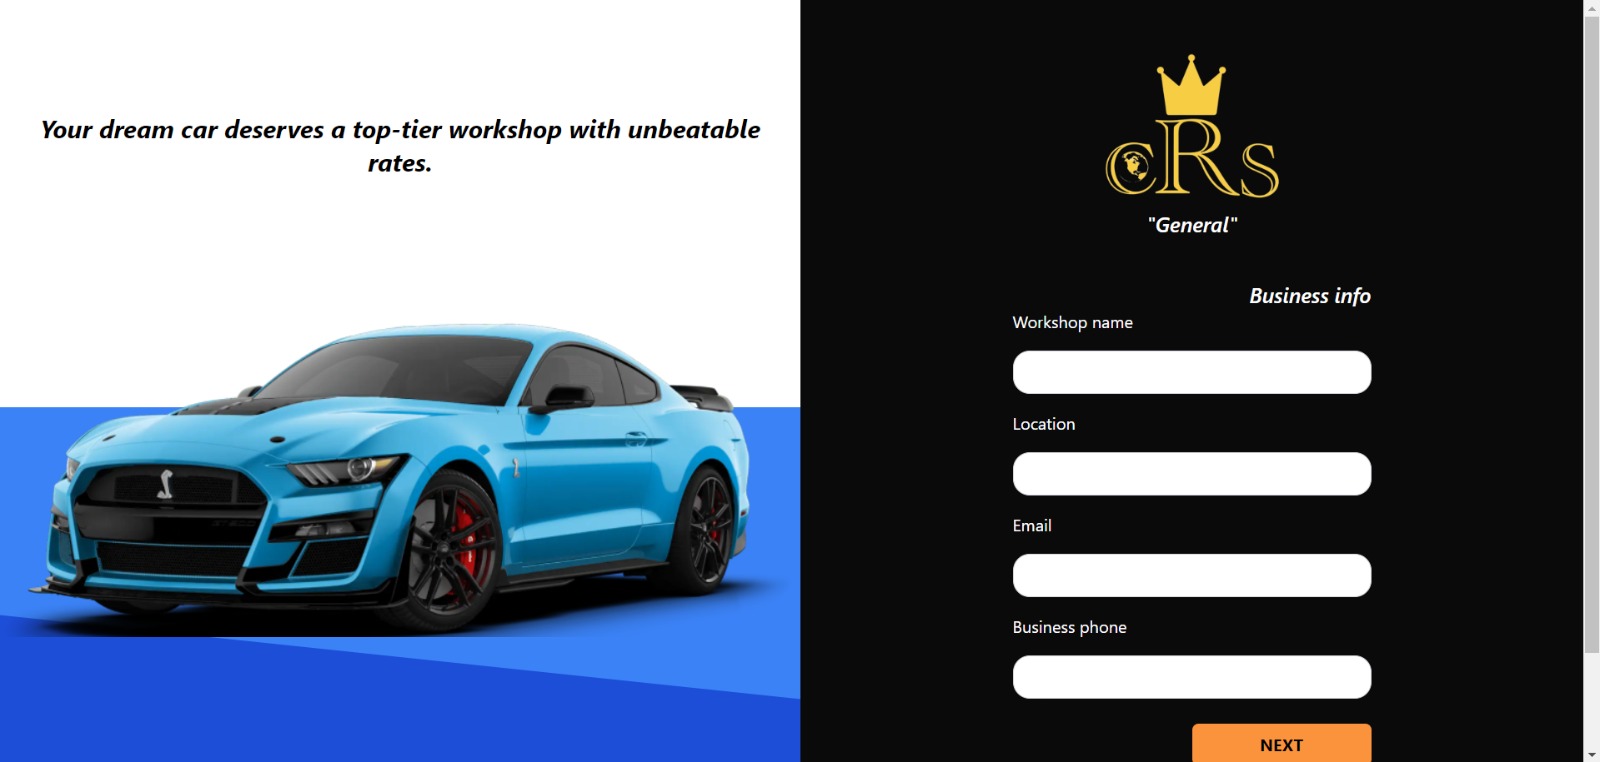 Your dream car deserves a top-tier workshop with unbeatable
rates.
cRs
"General"
Business info
Workshop name
Location
Email
Business phone
NEXT